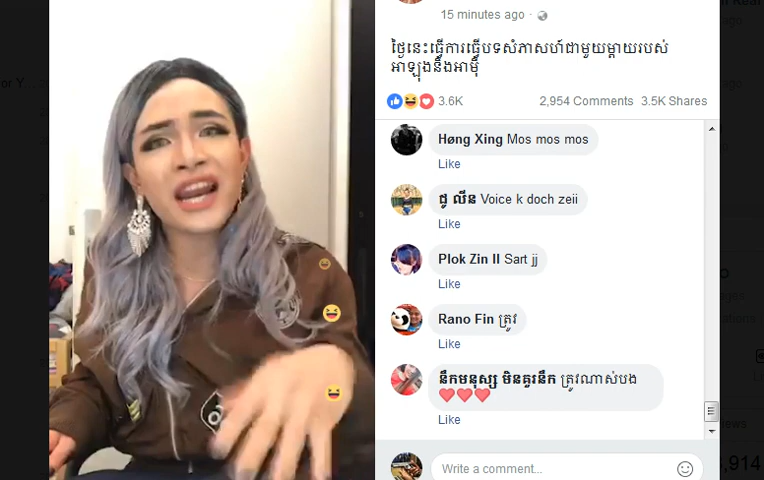 15 minutes ago ·
ថ្ងៃនេះធ្វើការធ្វើបទសំភាសហ៍ជាមួយម្ដាយរបស់
អាឡុងនឹងអាម៉ី
3.6K 2,954 Comments 3.5K Shares
Høng Xing Mos mos mos
Like
ជូ លីន Voice k doch zeii
Like
Plok Zin II Sart jj
Like
Rano Fin ត្រូវ
Like
នឹកមនុស្ស មិនគួរនឹក ត្រូវណាស់បង
❤❤❤
Like
Write a comment...